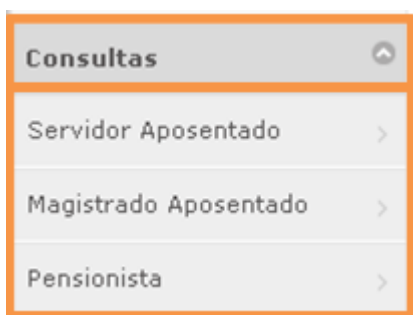 Consultas
Servidor Aposentado
Magistrado Aposentado
Pensionista